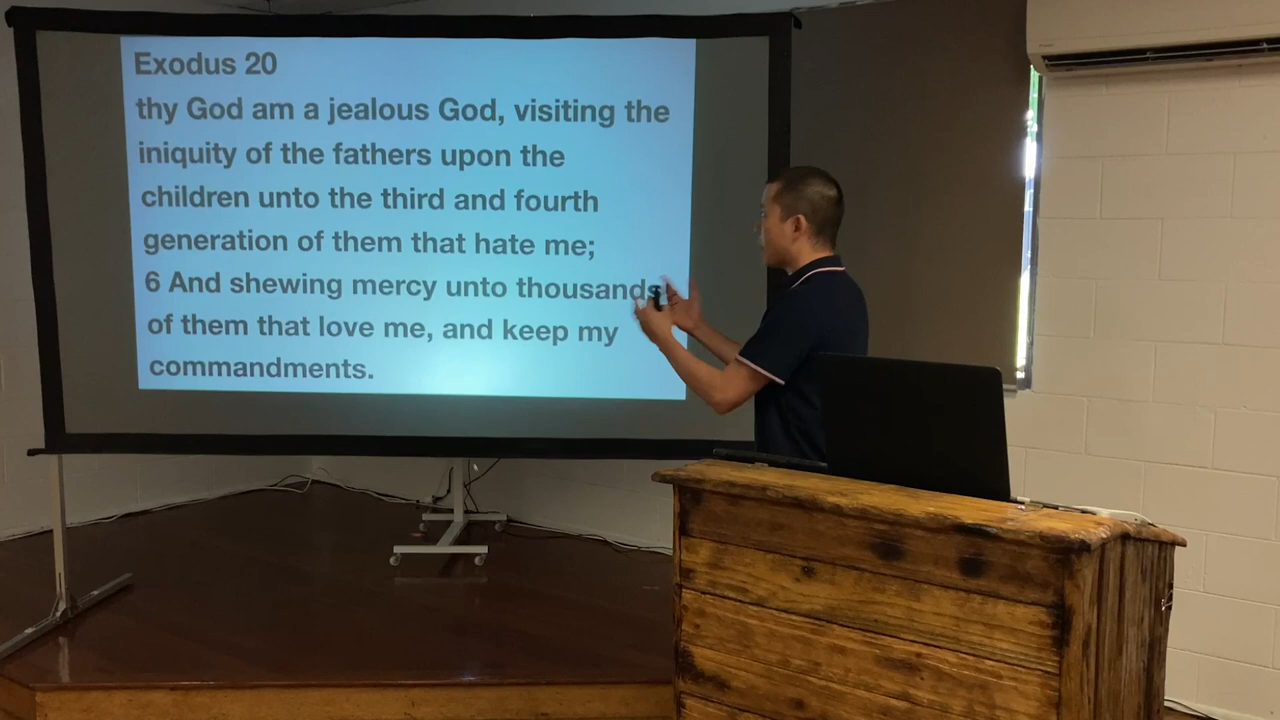 Exodus 20
thy God am a jealous God, visiting the
iniquity of the fathers upon the
children unto the third and fourth
generation of them that hate me;
6 And shewing mercy unto thousands
of them that love me, and keep my
commandments.